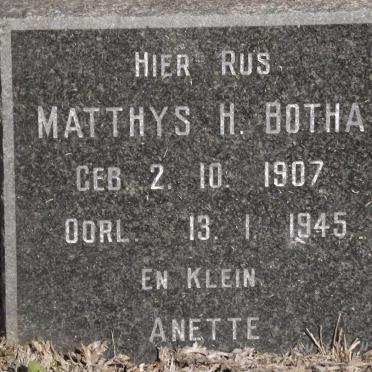 HIER RUS
MATTHYS H. BOTHA
GEB. 2. 10. 1907
OORL. 13. 1. 1945
EN KLEIN
ANETTE